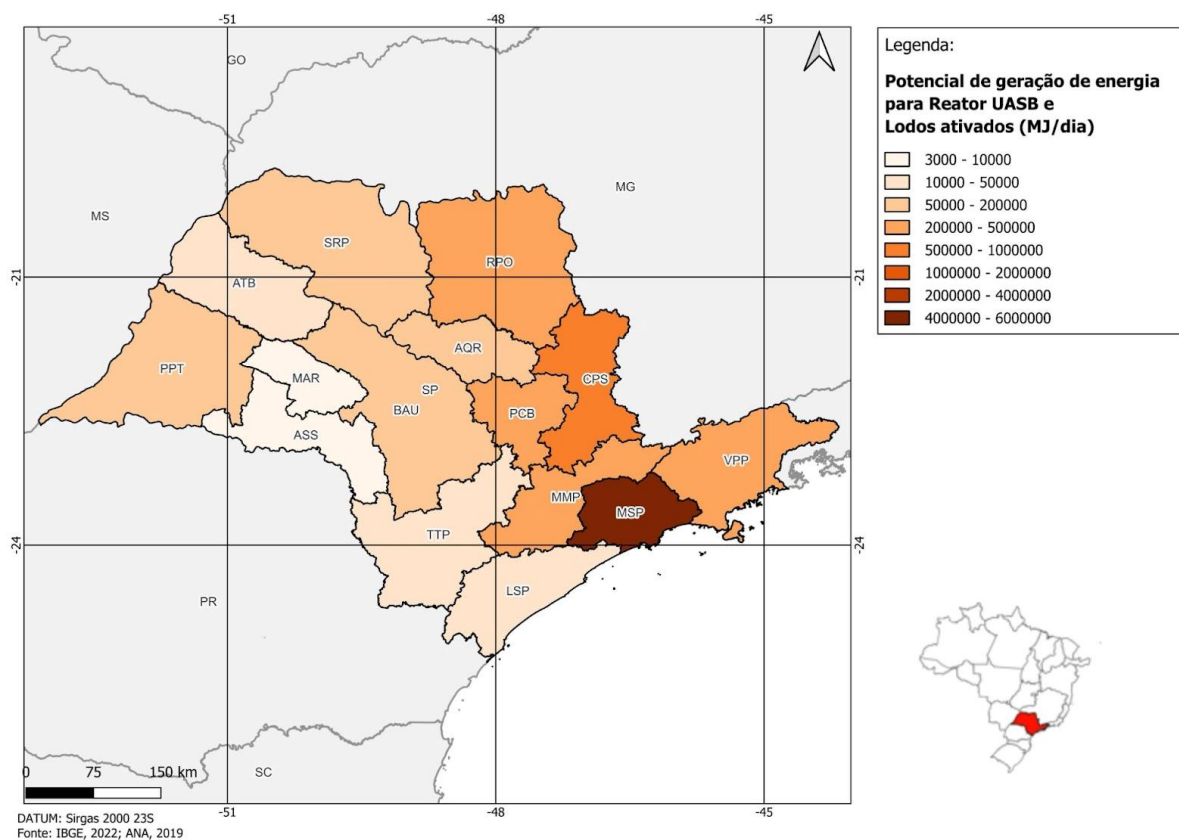 -51
-48
-45
GO
MG
MS
SRP
RPO
-21
-21
ATB
AQR
PPT
MAR
SP
CPS
BAU
PCB
ASS
VPP
MMP
MSP
TTP
-24
-24
LSP
PR
SC
0 75 150 km
-51
-48
-45
DATUM: Sirgas 2000 23S
Fonte: IBGE, 2022; ANA, 2019
Legenda:
Potencial de geração de energia
para Reator UASB e
Lodos ativados (MJ/dia)
3000 - 10000
10000 - 50000
50000 - 200000
200000 - 500000
500000 - 1000000
1000000 - 2000000
2000000 - 4000000
4000000 - 6000000